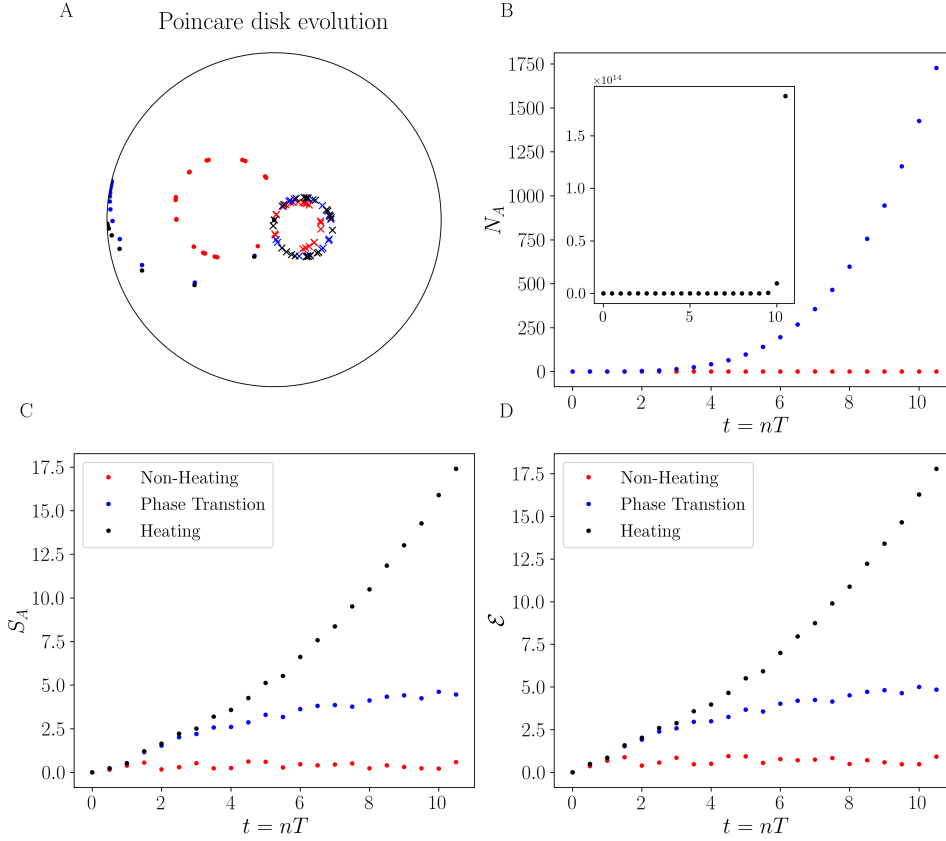 A
Poincare disk evolution
B
1750
1500
1250
1000
750
500
250
0
N_A
×10^14
1.5
1.0
0.5
0.0
0 5 10
0 2 4 6 8 10
t = nT
C
17.5
15.0
12.5
10.0
7.5
5.0
2.5
0.0
S_A
Non-Heating
Phase Transtion
Heating
0 2 4 6 8 10
t = nT
D
17.5
15.0
12.5
10.0
7.5
5.0
2.5
0.0
ℰ
Non-Heating
Phase Transtion
Heating
0 2 4 6 8 10
t = nT